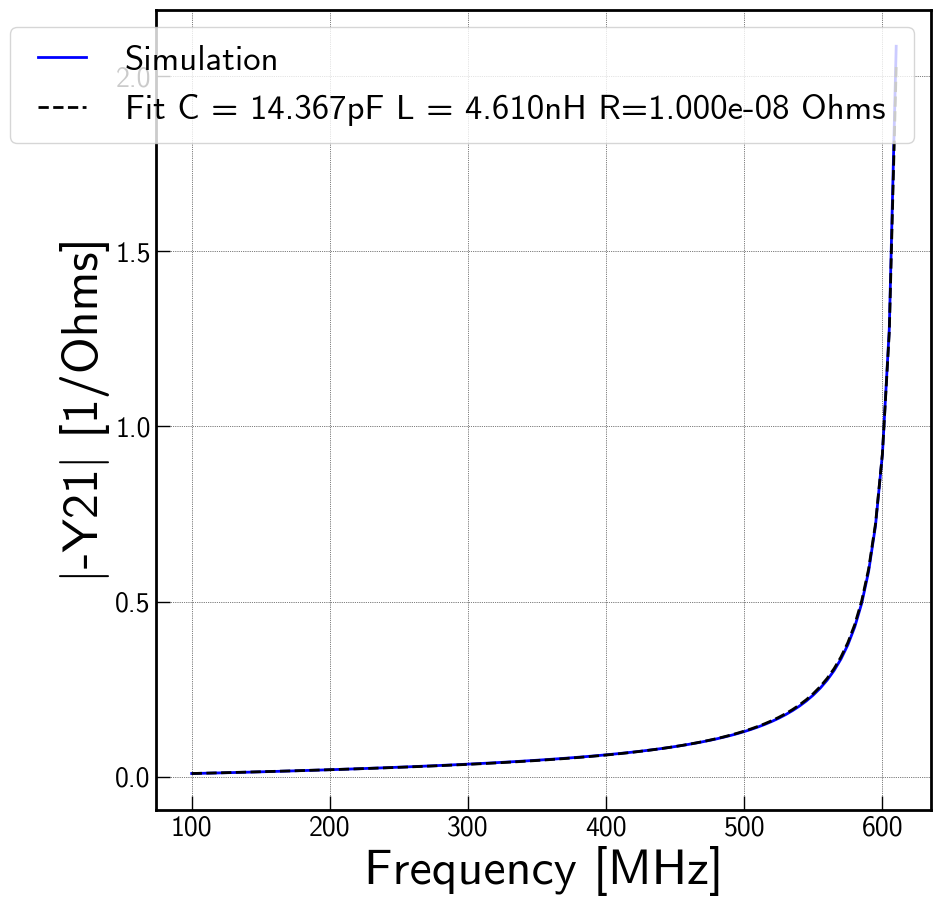 Simulation
Fit C = 14.367pF L = 4.610nH R=1.000e-08 Ohms
2.0
1.5
1.0
0.5
0.0
|-Y21| [1/Ohms]
100 200 300 400 500 600
Frequency [MHz]